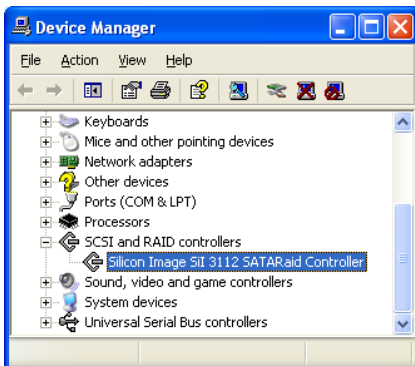 Device Manager
File Action View Help
Keyboards
Mice and other pointing devices
Network adapters
Other devices
Ports (COM & LPT)
Processors
SCSI and RAID controllers
Silicon Image SiI 3112 SATARaid Controller
Sound, video and game controllers
System devices
Universal Serial Bus controllers